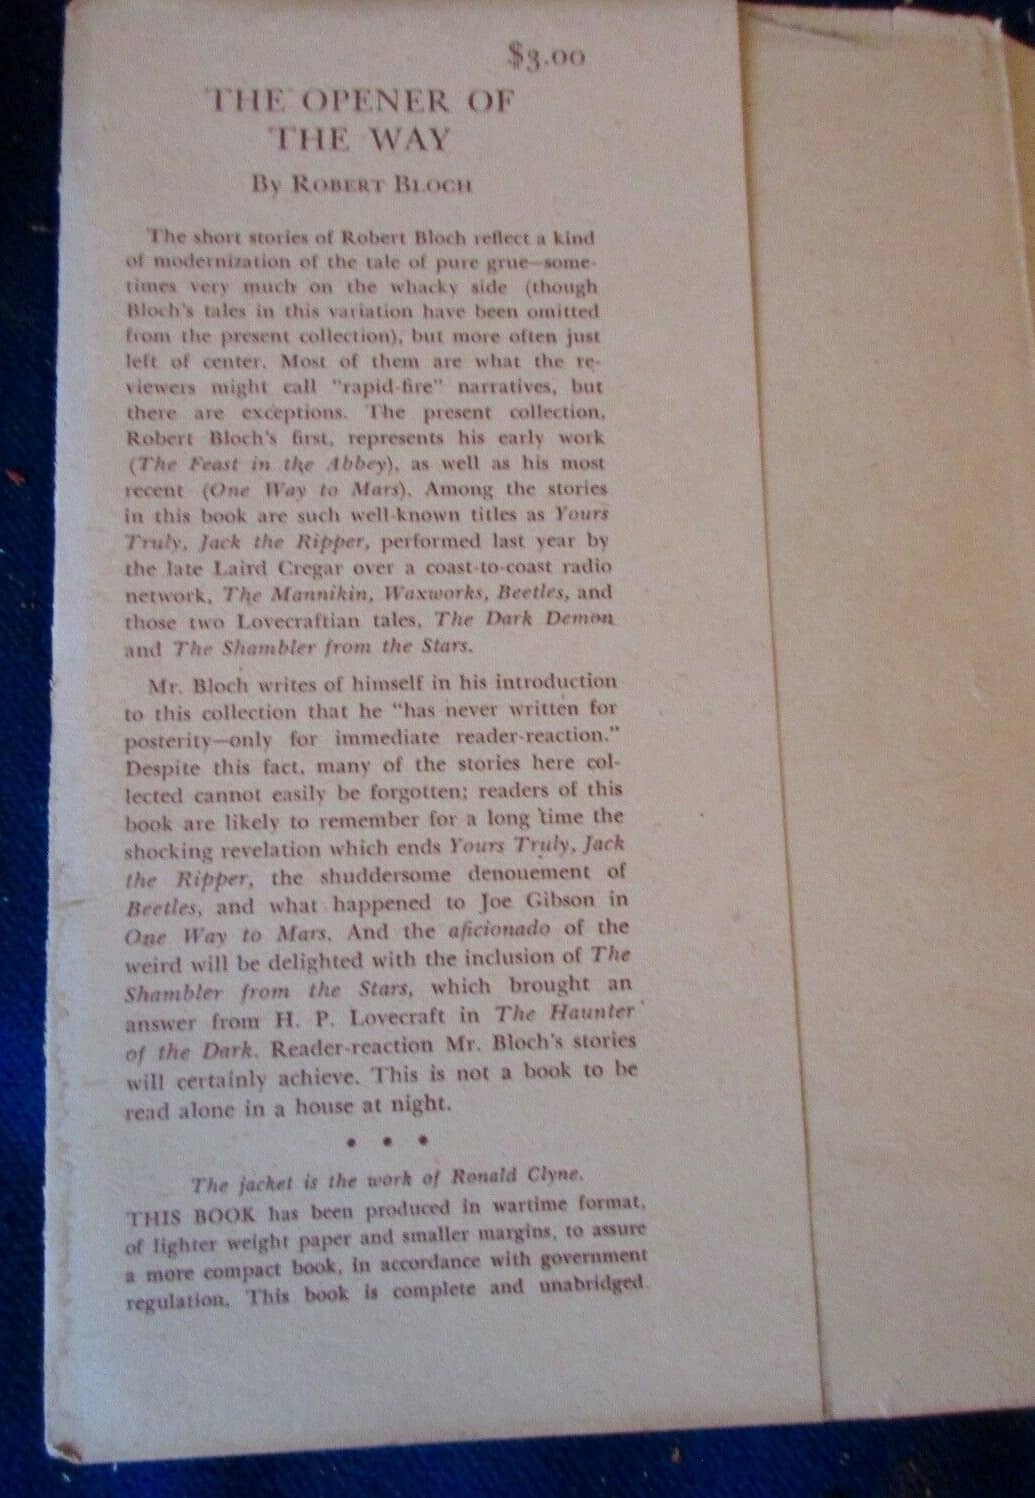 $3.00
THE OPENER OF
THE WAY
By ROBERT BLOCH
The short stories of Robert Bloch reflect a kind
of modernization of the tale of pure grue—some-
times very much on the whacky side (though
Bloch's tales in this variation have been omitted
from the present collection), but more often just
left of center. Most of them are what the re-
viewers might call "rapid-fire" narratives, but
there are exceptions. The present collection,
Robert Bloch's first, represents his early work
(The Feast in the Abbey), as well as his most
recent (One Way to Mars). Among the stories
in this book are such well-known titles as Yours
Truly, Jack the Ripper, performed last year by
the late Laird Cregar over a coast-to-coast radio
network, The Mannikin, Waxworks, Beetles, and
those two Lovecraftian tales, The Dark Demon
and The Shambler from the Stars.
Mr. Bloch writes of himself in his introduction
to this collection that he "has never written for
posterity—only for immediate reader-reaction."
Despite this fact, many of the stories here col-
lected cannot easily be forgotten; readers of this
book are likely to remember for a long time the
shocking revelation which ends Yours Truly, Jack
the Ripper, the shuddersome denouement of
Beetles, and what happened to Joe Gibson in
One Way to Mars. And the aficionado of the
weird will be delighted with the inclusion of The
Shambler from the Stars, which brought an
answer from H. P. Lovecraft in The Haunter
of the Dark. Reader-reaction Mr. Bloch's stories
will certainly achieve. This is not a book to be
read alone in a house at night.
• • •
The jacket is the work of Ronald Clyne.
THIS BOOK has been produced in wartime format,
of lighter weight paper and smaller margins, to assure
a more compact book, in accordance with government
regulation. This book is complete and unabridged